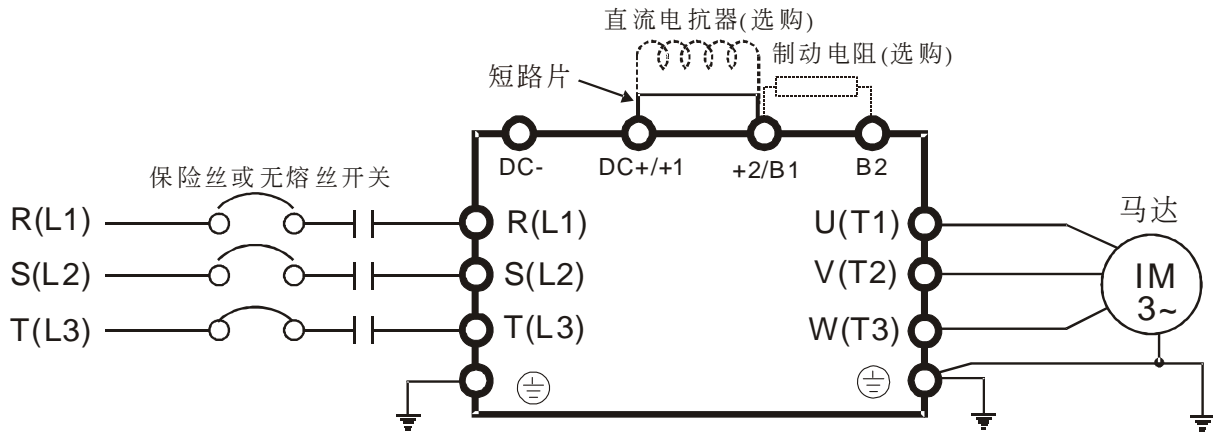 直流电抗器(选购)
制动电阻(选购)
短路片
DC-
DC+/+1
+2/B1
B2
保险丝或无熔丝开关
R(L1)
R(L1)
U(T1)
马达
S(L2)
S(L2)
V(T2)
IM
3~
T(L3)
T(L3)
W(T3)